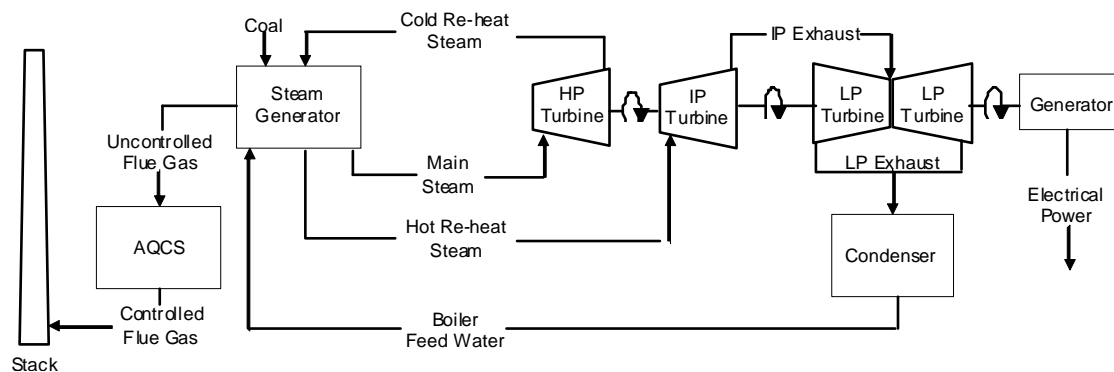 Coal
Cold Re-heat
Steam
IP Exhaust
Steam
Generator
HP
Turbine
IP
Turbine
LP
Turbine
LP
Turbine
Generator
Uncontrolled
Flue Gas
Main
Steam
LP Exhaust
Electrical
Power
AQCS
Hot Re-heat
Steam
Condenser
Controlled
Flue Gas
Boiler
Feed Water
Stack